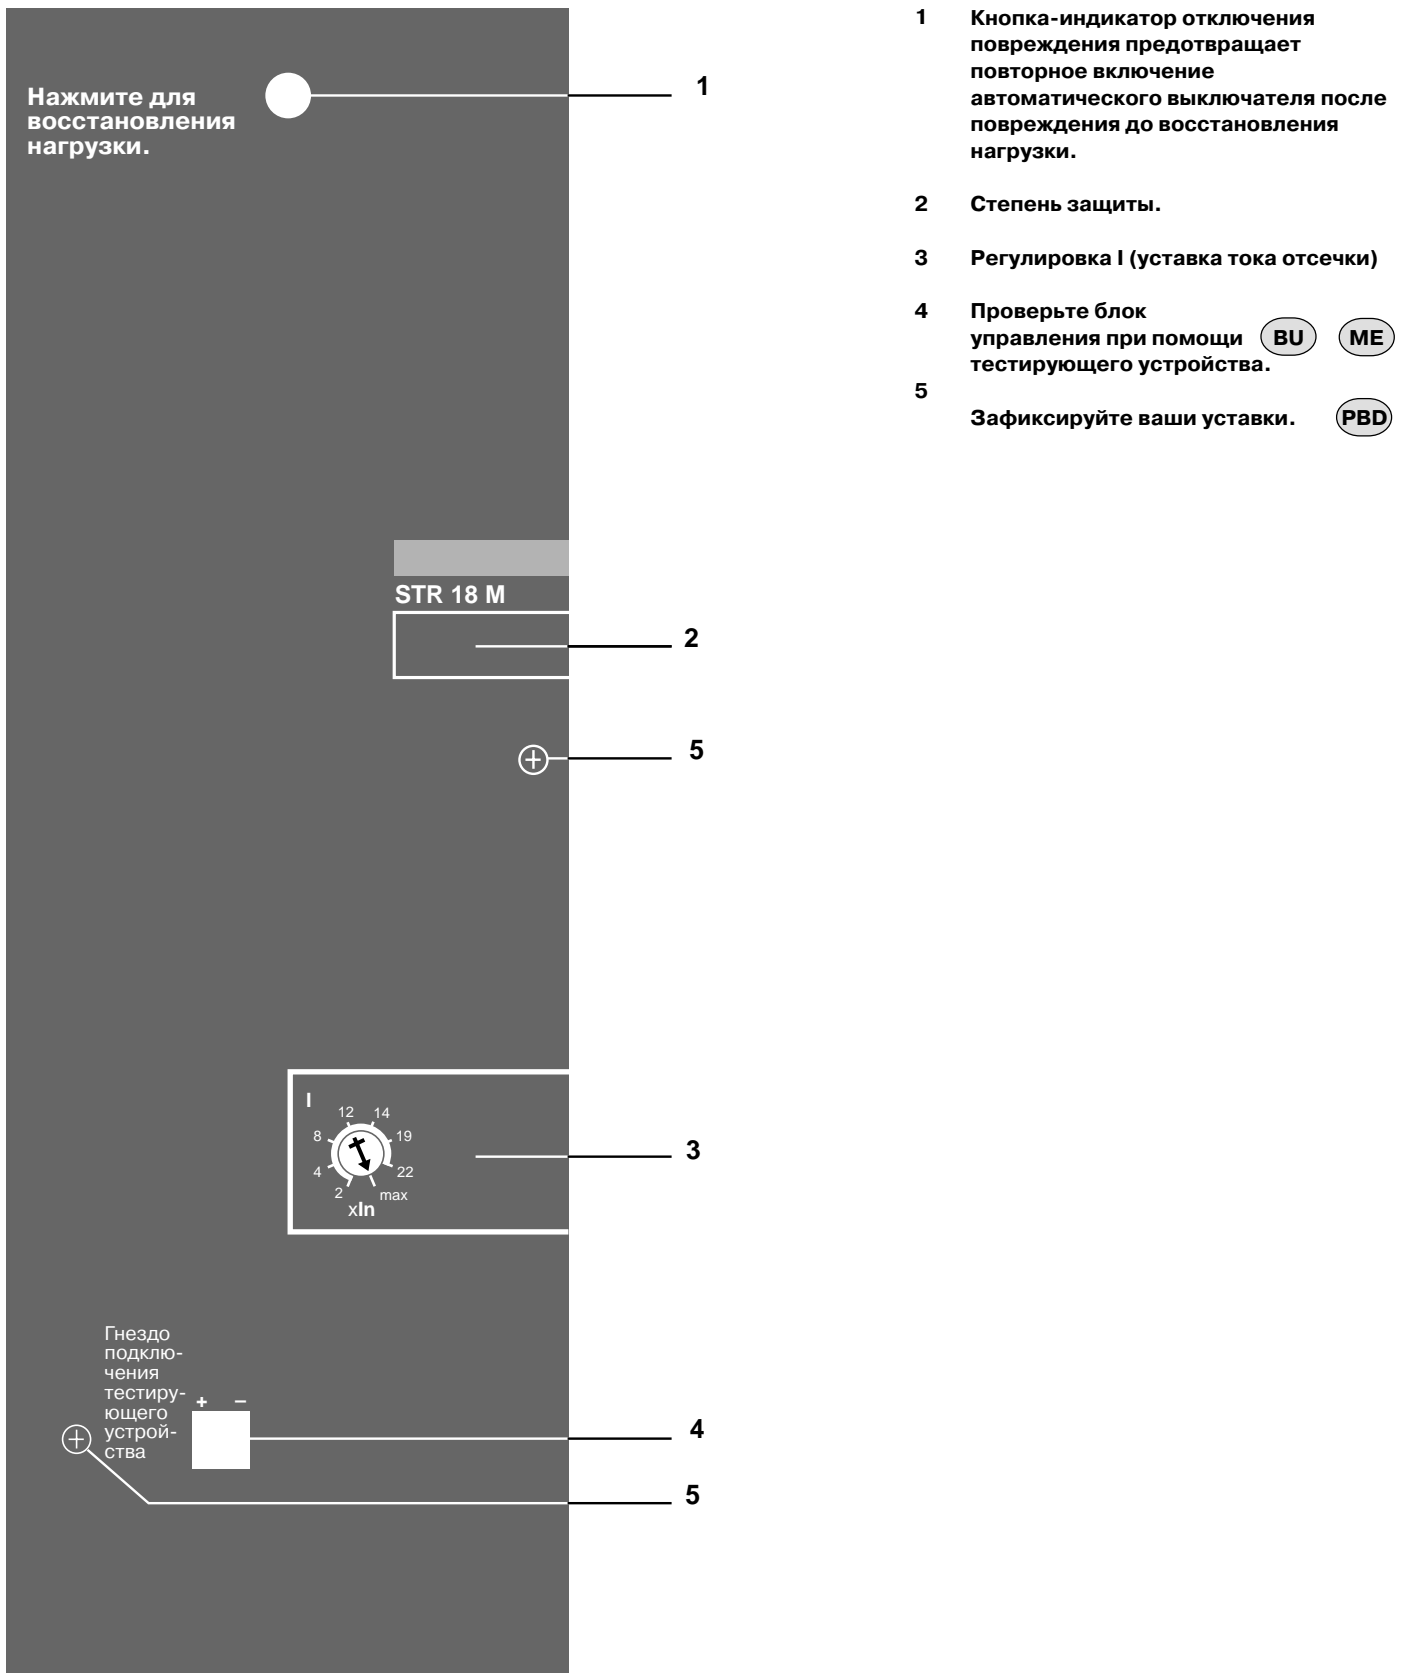 Нажмите для
восстановления
нагрузки.
1
STR 18 M
2
5
I
12 14
8 19
4 22
2 max
xIn
3
Гнездо
подклю-
чения
тестиру-
ющего
устрой-
ства
+ –
4
5
1 Кнопка-индикатор отключения
повреждения предотвращает
повторное включение
автоматического выключателя после
повреждения до восстановления
нагрузки.
2 Степень защиты.
3 Регулировка I (уставка тока отсечки)
4 Проверьте блок
управления при помощи BU ME
тестирующего устройства.
5
Зафиксируйте ваши уставки. PBD